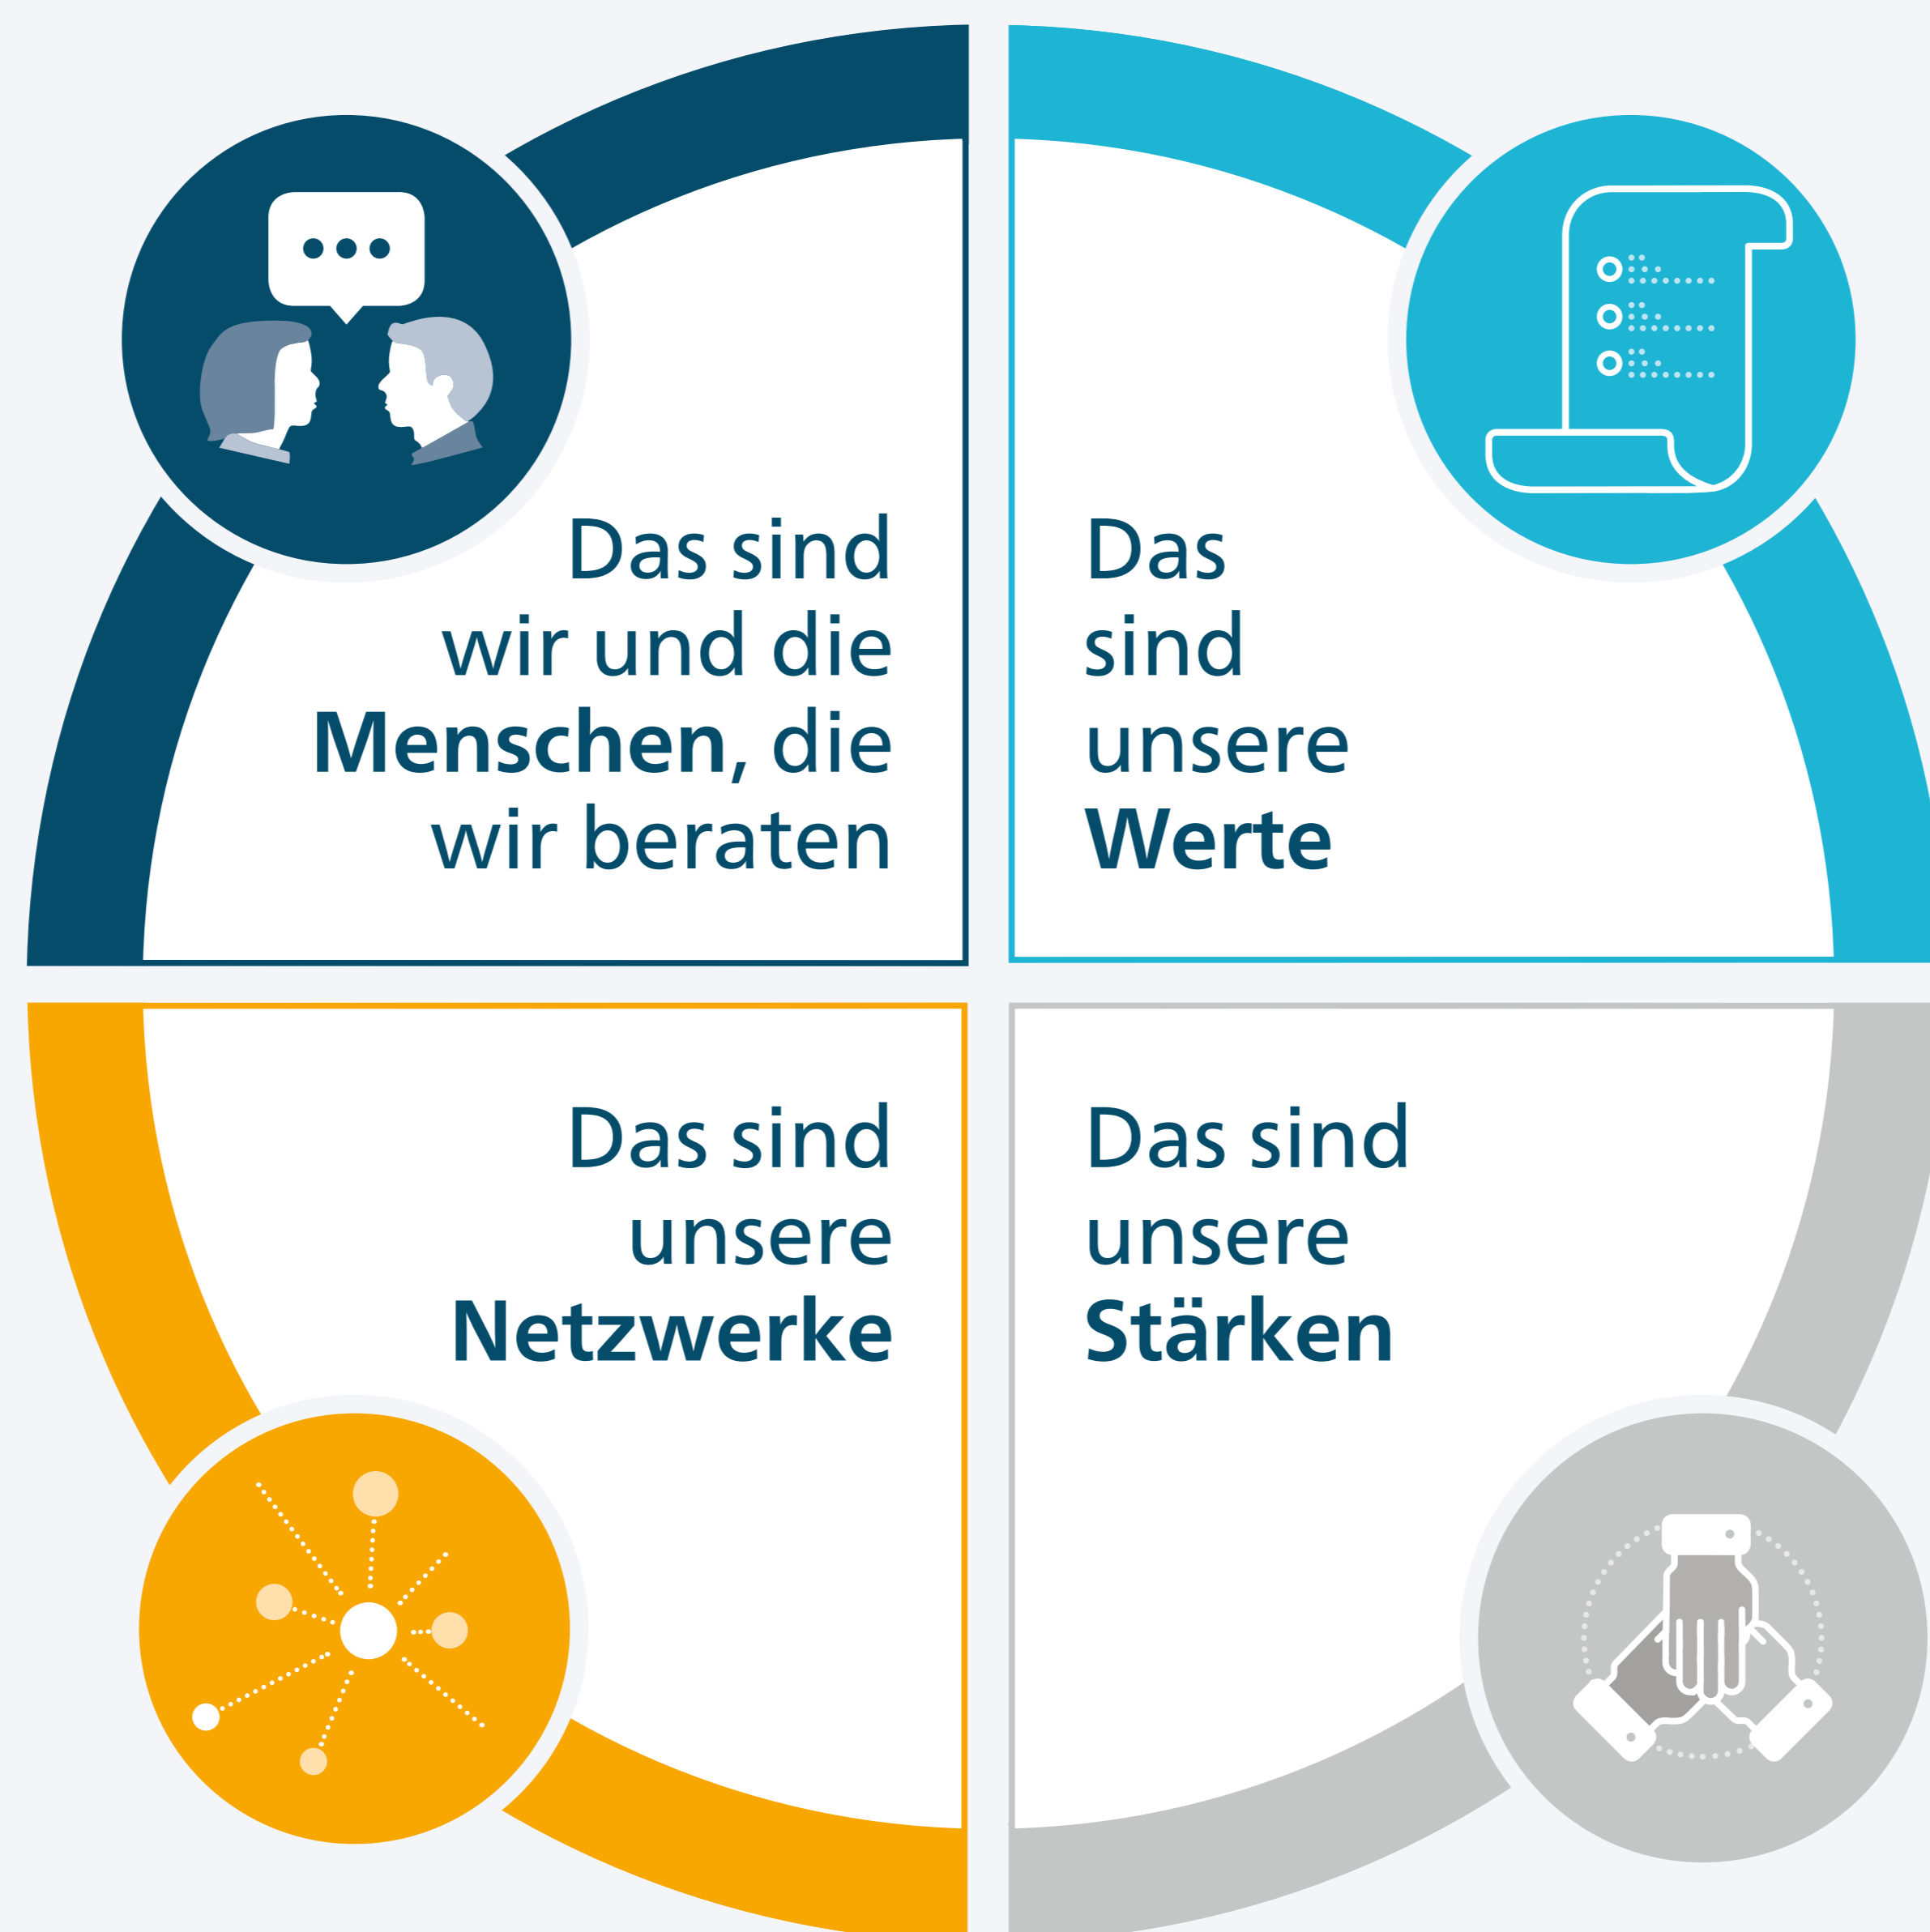 Das sind
wir und die
Menschen, die
wir beraten
Das
sind
unsere
Werte
Das sind
unsere
Netzwerke
Das sind
unsere
Stärken